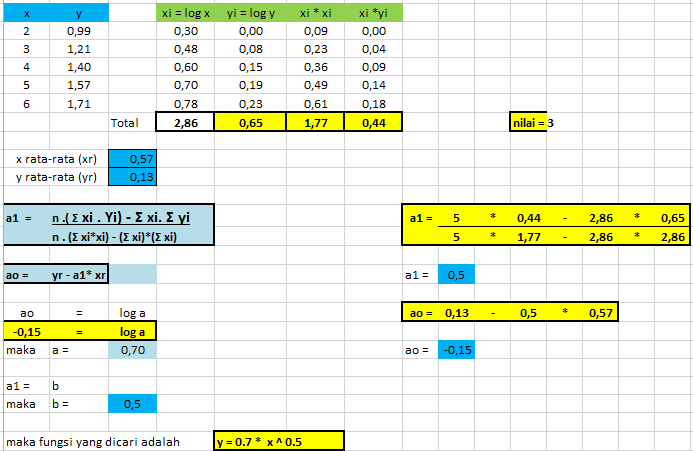 x y xi = log x yi = log y xi * xi xi *yi
2 0,99 0,30 0,00 0,09 0,00
3 1,21 0,48 0,08 0,23 0,04
4 1,40 0,60 0,15 0,36 0,09
5 1,57 0,70 0,19 0,49 0,14
6 1,71 0,78 0,23 0,61 0,18
Total 2,86 0,65 1,77 0,44 nilai = 3
x rata-rata (xr) 0,57
y rata-rata (yr) 0,13
a1 = n .( Σ xi . Yi) - Σ xi. Σ yi
n . (Σ xi*xi) - (Σ xi)*(Σ xi)
a1 = 5 * 0,44 - 2,86 * 0,65
5 * 1,77 - 2,86 * 2,86
ao = yr - a1* xr a1 = 0,5
ao = log a ao = 0,13 - 0,5 * 0,57
-0,15 = log a
maka a = 0,70 ao = -0,15
a1 = b
maka b = 0,5
maka fungsi yang dicari adalah y = 0.7 * x ^ 0.5